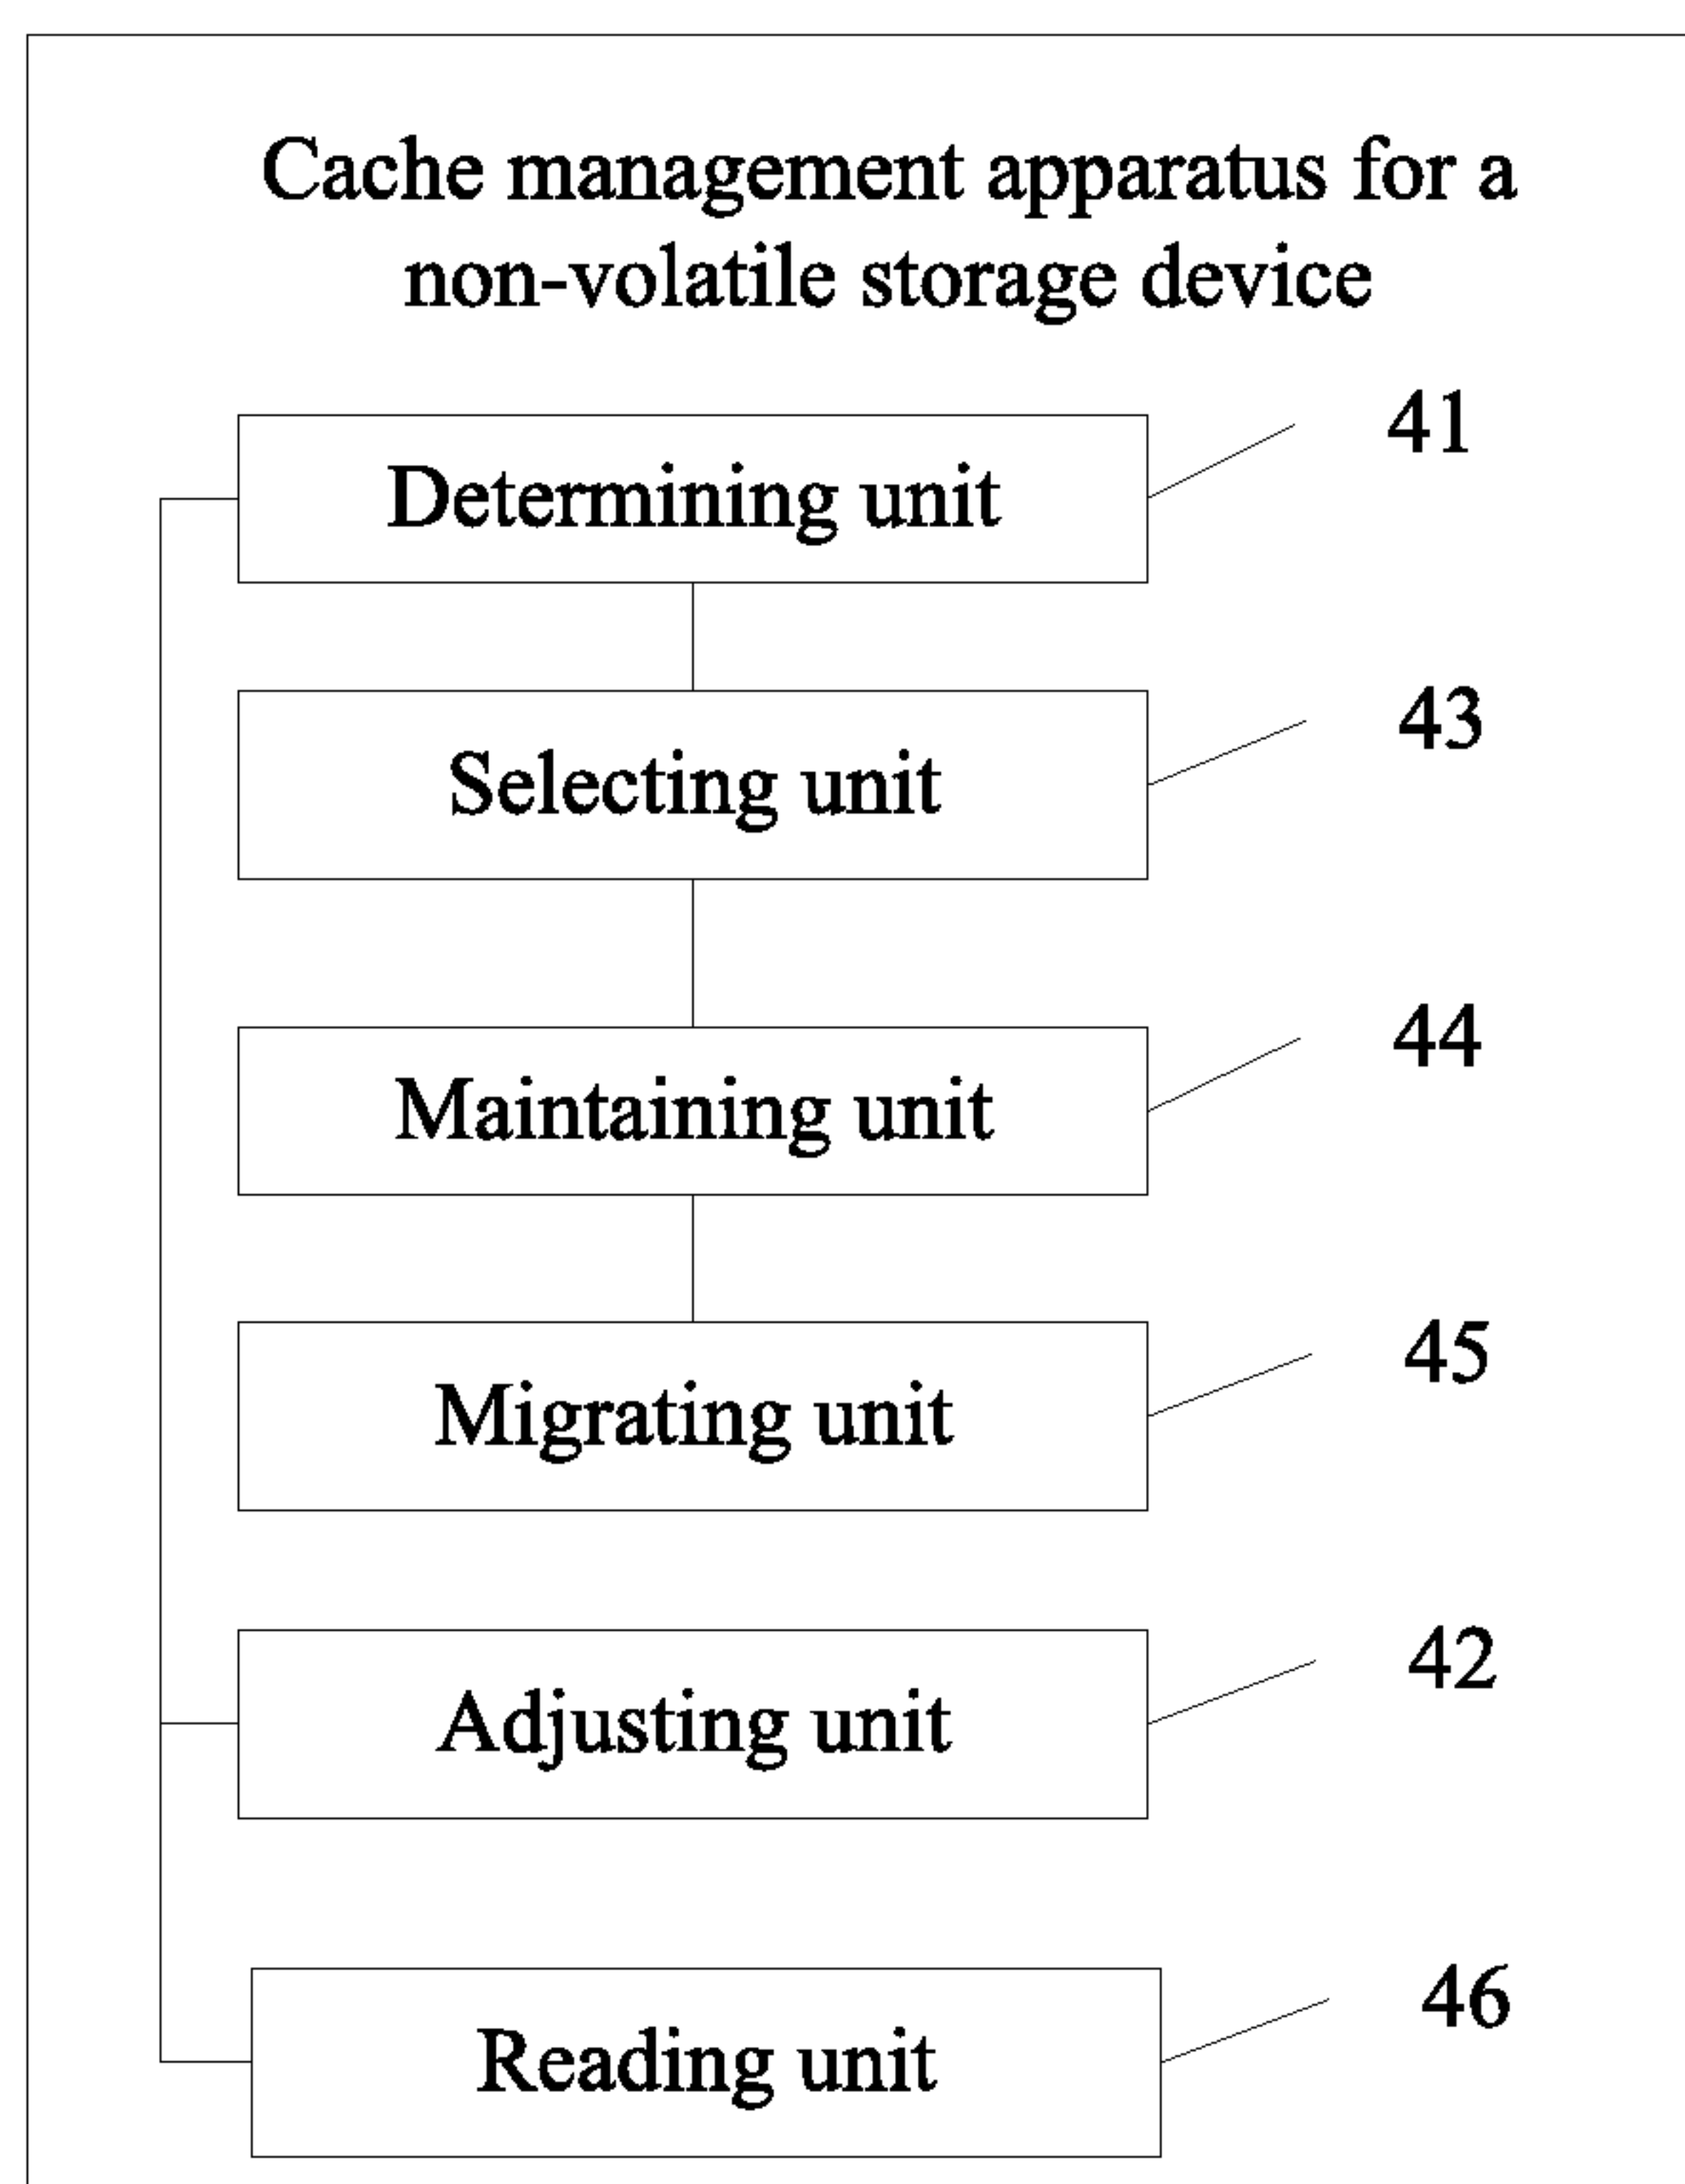 Cache management apparatus for a
non-volatile storage device
41
Determining unit
43
Selecting unit
44
Maintaining unit
45
Migrating unit
42
Adjusting unit
46
Reading unit